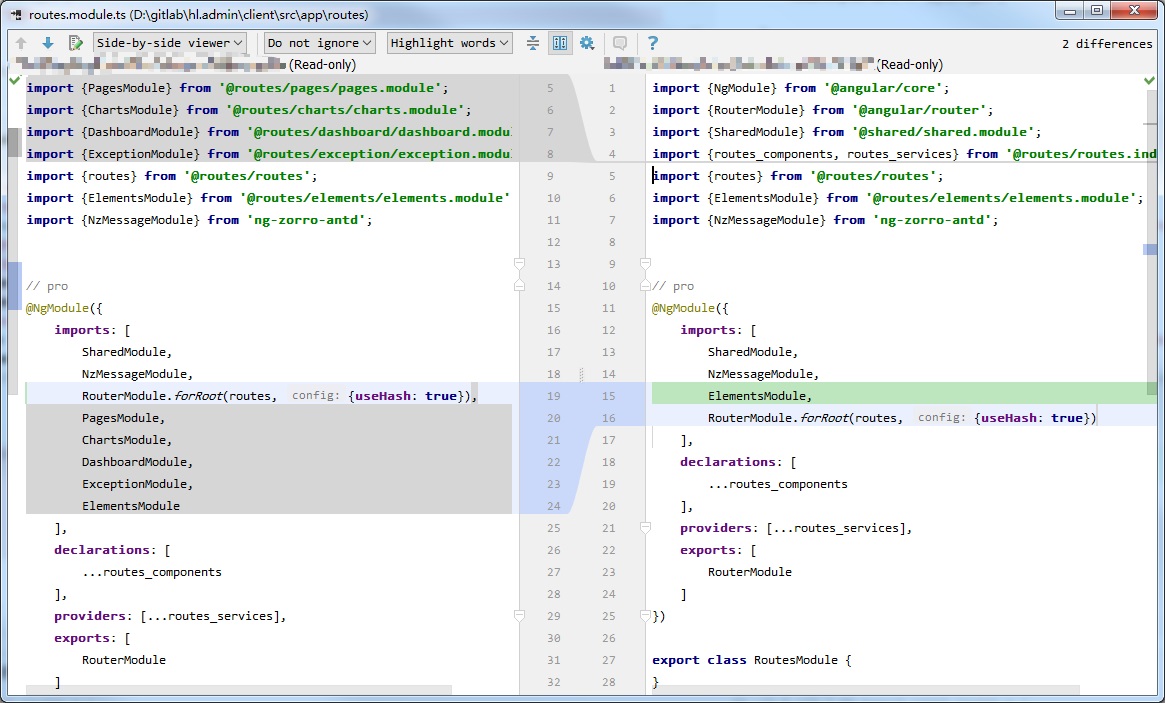 routes.module.ts (D:\gitlab\hl.admin\client\src\app\routes)
Side-by-side viewer Do not ignore Highlight words ? 2 differences
(Read-only)
import {PagesModule} from '@routes/pages/pages.module';
import {ChartsModule} from '@routes/charts/charts.module';
import {DashboardModule} from '@routes/dashboard/dashboard.modu
import {ExceptionModule} from '@routes/exception/exception.modu
import {routes} from '@routes/routes';
import {ElementsModule} from '@routes/elements/elements.module'
import {NzMessageModule} from 'ng-zorro-antd';
// pro
@NgModule({
imports: [
SharedModule,
NzMessageModule,
RouterModule.forRoot(routes, config: {useHash: true}),
PagesModule,
ChartsModule,
DashboardModule,
ExceptionModule,
ElementsModule
],
declarations: [
...routes_components
],
providers: [...routes_services],
exports: [
RouterModule
]
5 1
6 2
7 3
8 4
9 5
10 6
11 7
12 8
13 9
14 10
15 11
16 12
17 13
18 14
19 15
20 16
21 17
22 18
23 19
24 20
25 21
26 22
27 23
28 24
29 25
30 26
31 27
32 28
(Read-only)
import {NgModule} from '@angular/core';
import {RouterModule} from '@angular/router';
import {SharedModule} from '@shared/shared.module';
import {routes_components, routes_services} from '@routes/routes.ind
import {routes} from '@routes/routes';
import {ElementsModule} from '@routes/elements/elements.module';
import {NzMessageModule} from 'ng-zorro-antd';
// pro
@NgModule({
imports: [
SharedModule,
NzMessageModule,
ElementsModule,
RouterModule.forRoot(routes, config: {useHash: true})
],
declarations: [
...routes_components
],
providers: [...routes_services],
exports: [
RouterModule
]
})
export class RoutesModule {
}